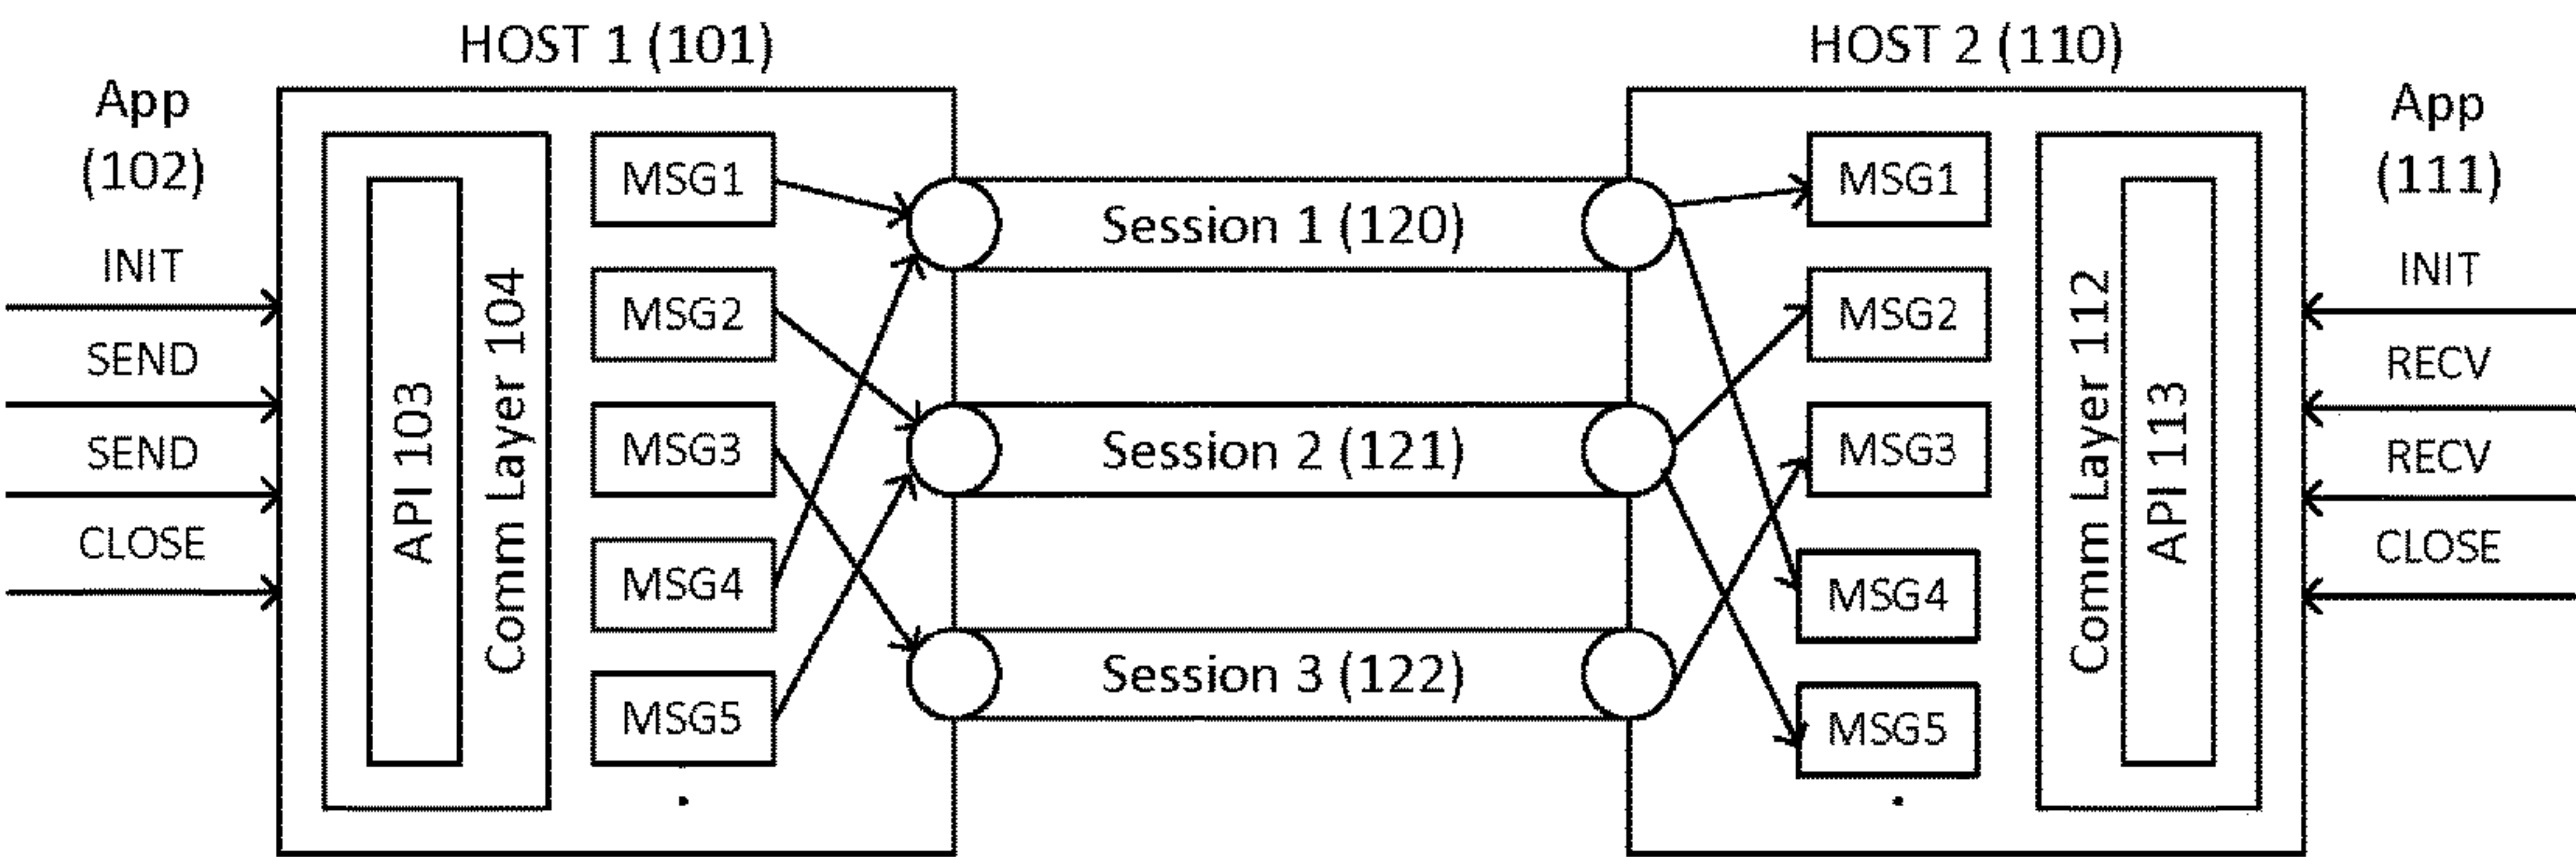 HOST 1 (101)
App
(102)
INIT
SEND
SEND
CLOSE
API 103
Comm Layer 104
MSG1
MSG2
MSG3
MSG4
MSG5
Session 1 (120)
Session 2 (121)
Session 3 (122)
HOST 2 (110)
MSG1
MSG2
MSG3
MSG4
MSG5
Comm Layer 112
API 113
App
(111)
INIT
RECV
RECV
CLOSE